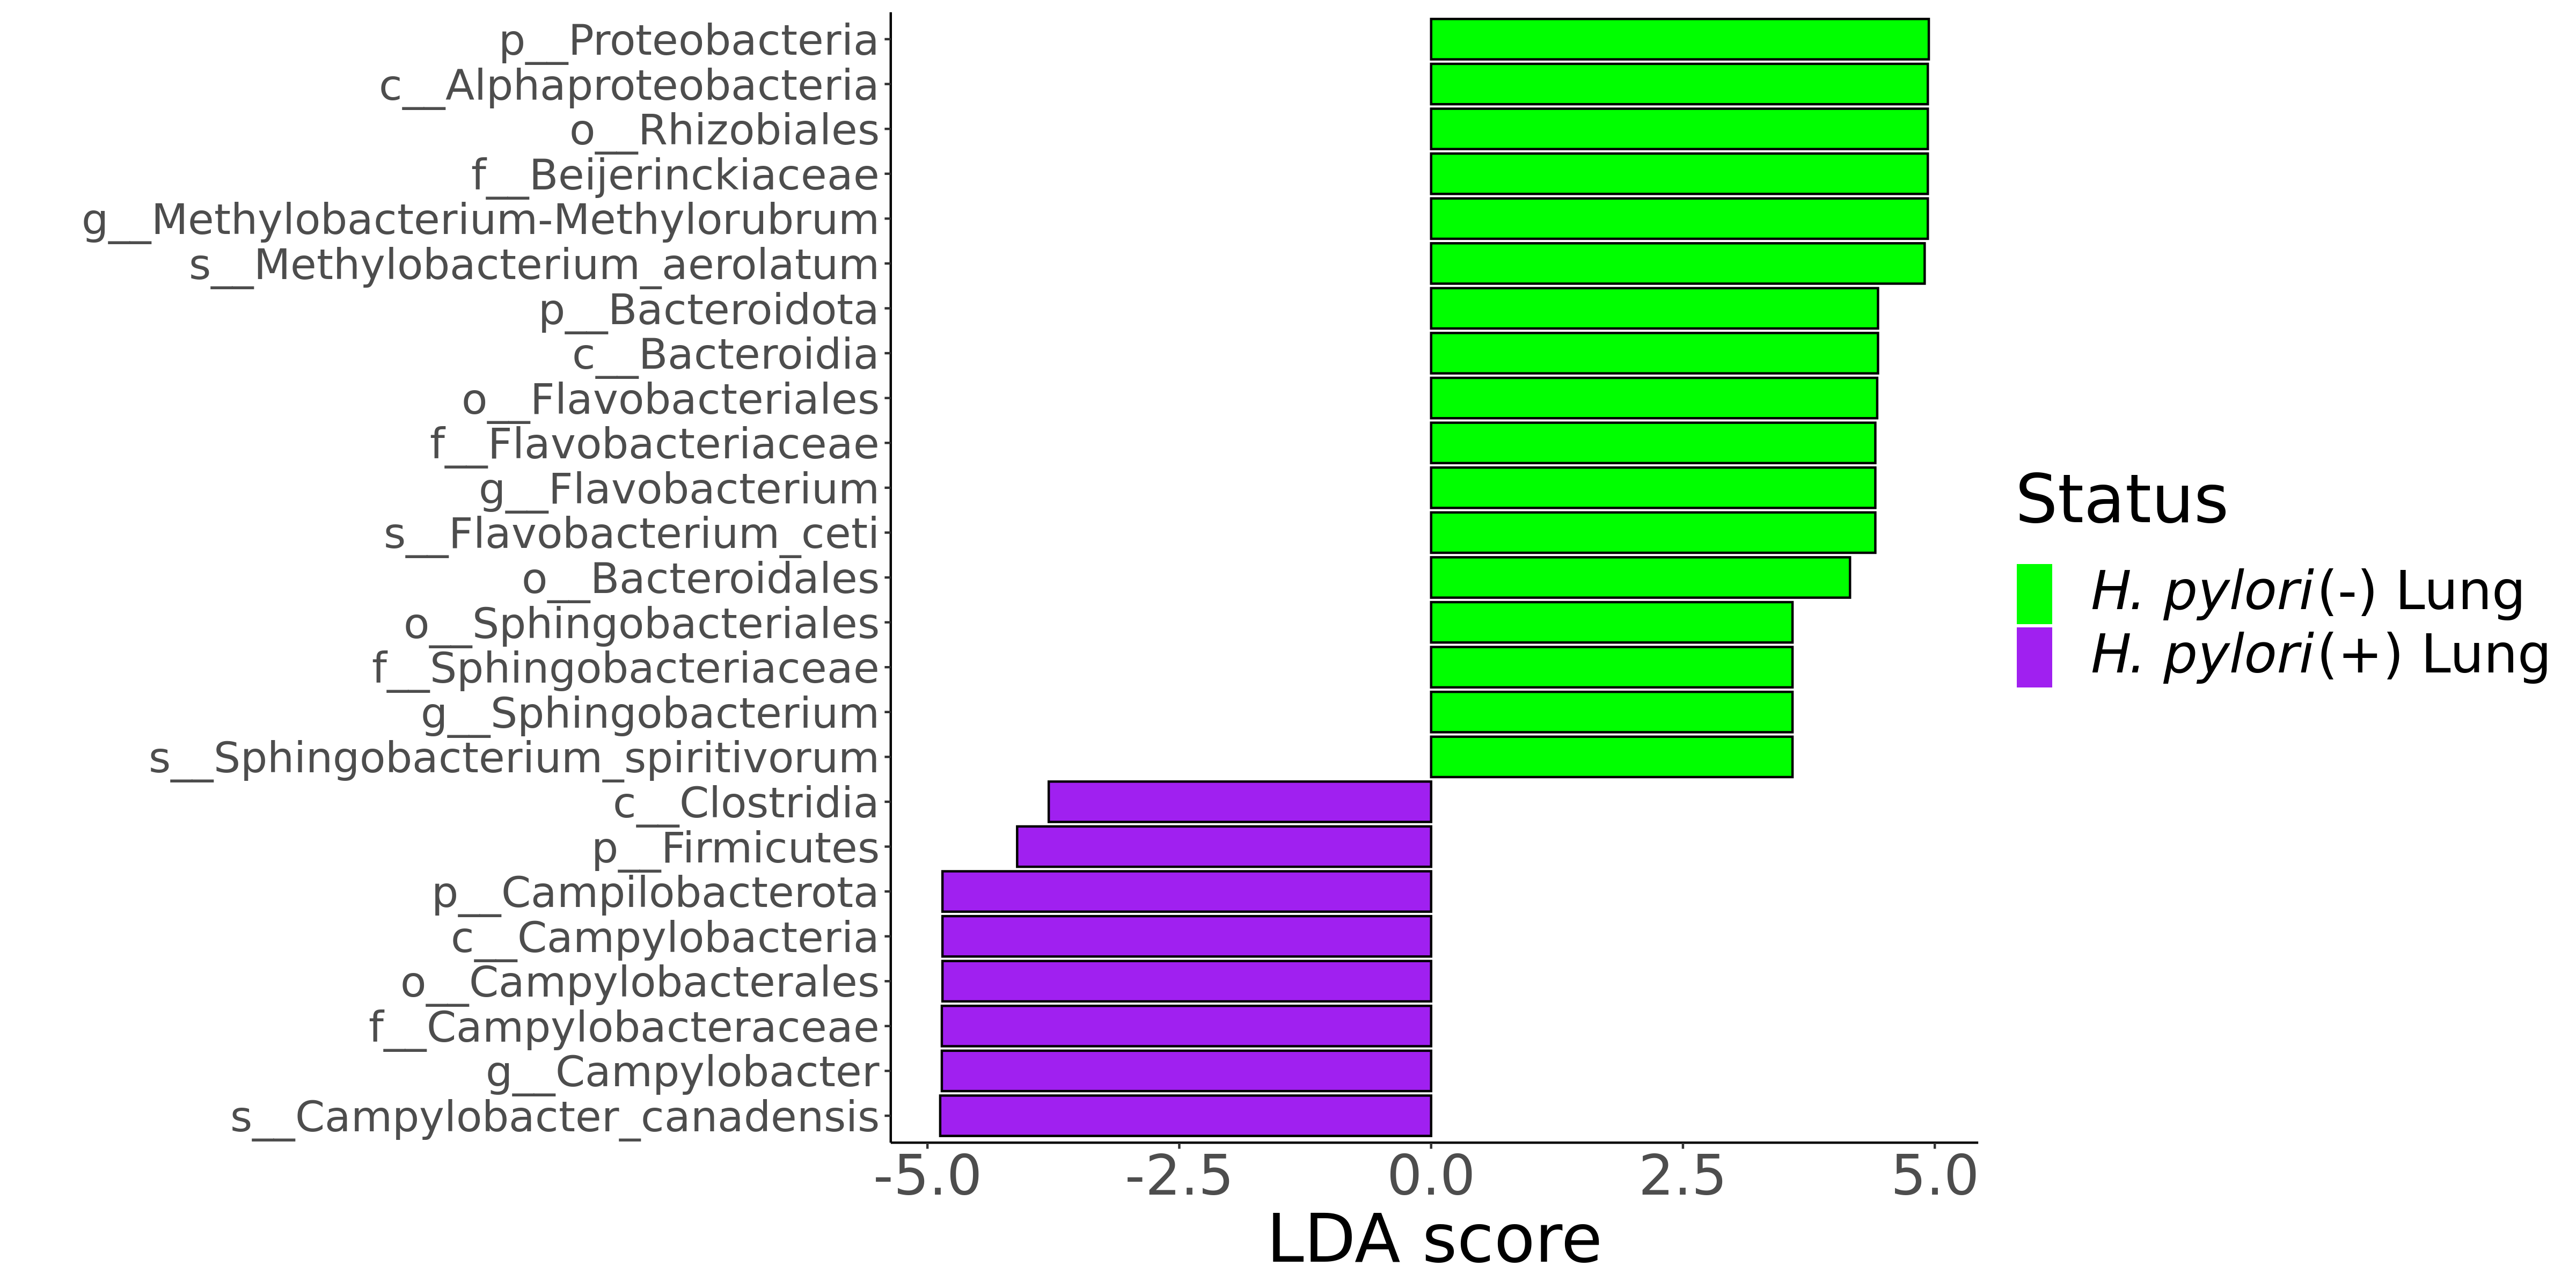 p__Proteobacteria
c__Alphaproteobacteria
o__Rhizobiales
f__Beijerinckiaceae
g__Methylobacterium-Methylorubrum
s__Methylobacterium_aerolatum
p__Bacteroidota
c__Bacteroidia
o__Flavobacteriales
f__Flavobacteriaceae
g__Flavobacterium
s__Flavobacterium_ceti
o__Bacteroidales
o__Sphingobacteriales
f__Sphingobacteriaceae
g__Sphingobacterium
s__Sphingobacterium_spiritivorum
c__Clostridia
p__Firmicutes
p__Campilobacterota
c__Campylobacteria
o__Campylobacterales
f__Campylobacteraceae
g__Campylobacter
s__Campylobacter_canadensis
-5.0 -2.5 0.0 2.5 5.0
LDA score
Status
H. pylori(-) Lung
H. pylori(+) Lung